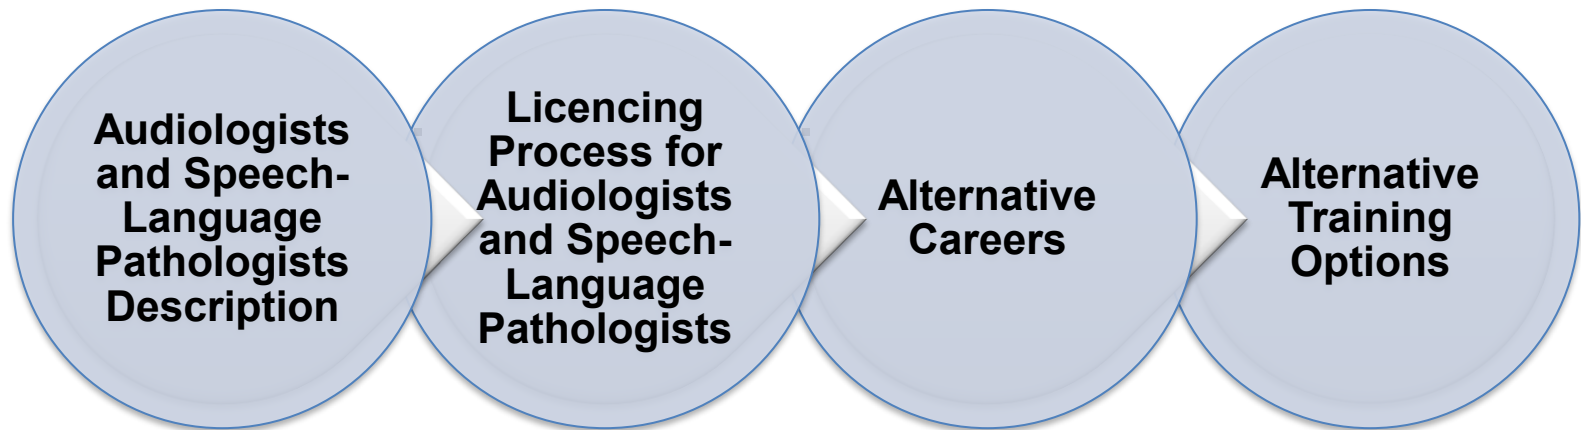 Audiologists
and Speech-
Language
Pathologists
Description
Licencing
Process for
Audiologists
and Speech-
Language
Pathologists
Alternative
Careers
Alternative
Training
Options